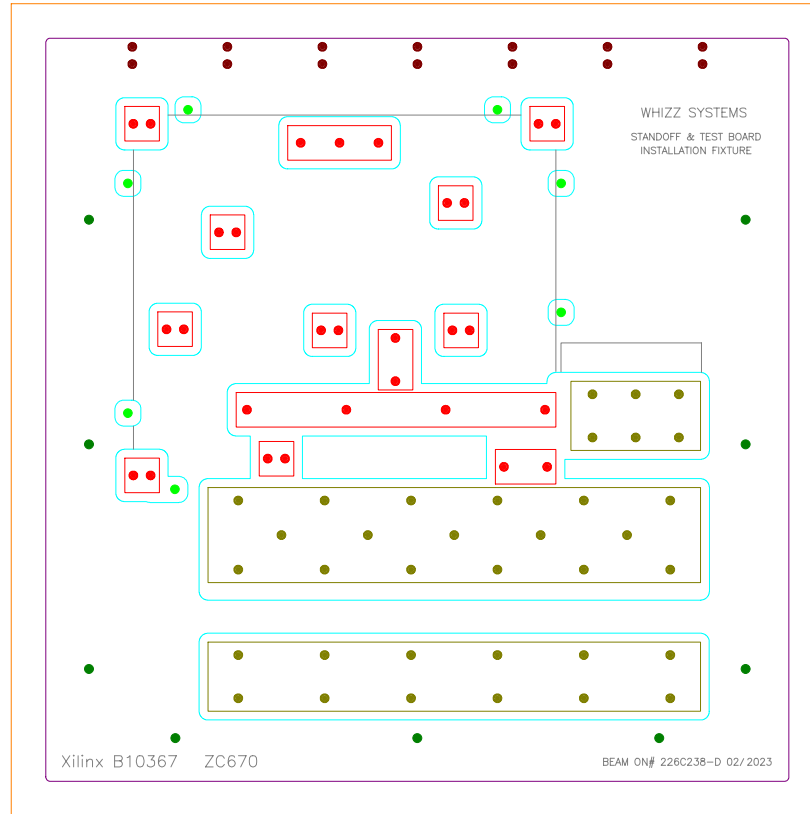 WHIZZ SYSTEMS
STANDOFF & TEST BOARD
INSTALLATION FIXTURE
Xilinx B10367 ZC670
BEAM ON# 226C238-D 02/2023